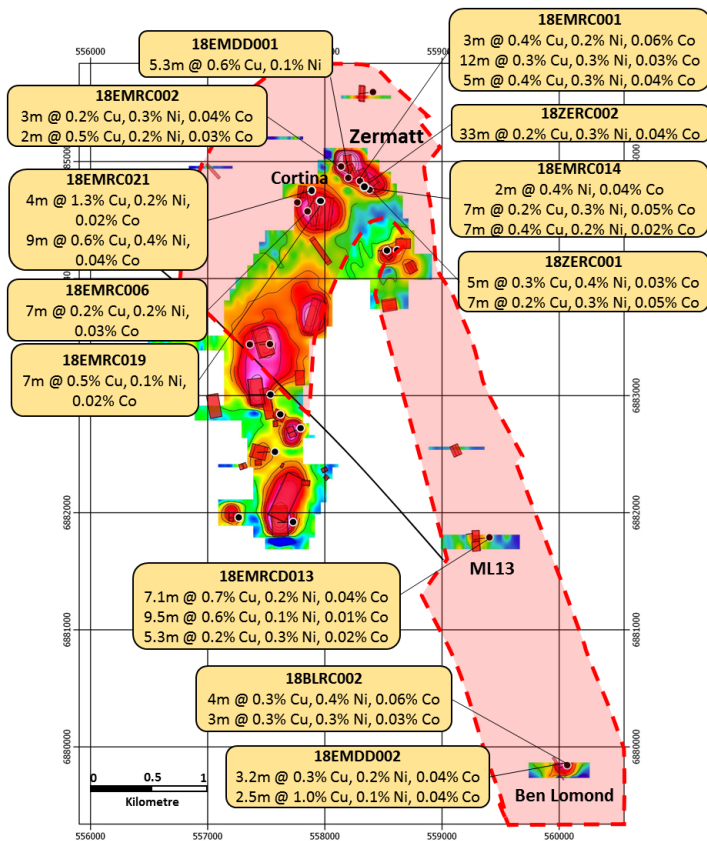 556000
559000
18EMDD001
5.3m @ 0.6% Cu, 0.1% Ni
18EMRC001
3m @ 0.4% Cu, 0.2% Ni, 0.06% Co
12m @ 0.3% Cu, 0.3% Ni, 0.03% Co
5m @ 0.4% Cu, 0.3% Ni, 0.04% Co
18EMRC002
3m @ 0.2% Cu, 0.3% Ni, 0.04% Co
2m @ 0.5% Cu, 0.2% Ni, 0.03% Co
Zermatt
18ZERC002
33m @ 0.2% Cu, 0.3% Ni, 0.04% Co
Cortina
18EMRC021
4m @ 1.3% Cu, 0.2% Ni,
0.02% Co
9m @ 0.6% Cu, 0.4% Ni,
0.04% Co
18EMRC014
2m @ 0.4% Ni, 0.04% Co
7m @ 0.2% Cu, 0.3% Ni, 0.05% Co
7m @ 0.4% Cu, 0.2% Ni, 0.02% Co
18ZERC001
5m @ 0.3% Cu, 0.4% Ni, 0.03% Co
7m @ 0.2% Cu, 0.3% Ni, 0.05% Co
18EMRC006
7m @ 0.2% Cu, 0.2% Ni,
0.03% Co
18EMRC019
7m @ 0.5% Cu, 0.1% Ni,
0.02% Co
6883000
6882000
6882000
ML13
18EMRCD013
7.1m @ 0.7% Cu, 0.2% Ni, 0.04% Co
9.5m @ 0.6% Cu, 0.1% Ni, 0.01% Co
5.3m @ 0.2% Cu, 0.3% Ni, 0.02% Co
6881000
6881000
18BLRC002
4m @ 0.3% Cu, 0.4% Ni, 0.06% Co
3m @ 0.3% Cu, 0.3% Ni, 0.03% Co
6880000
6880000
18EMDD002
3.2m @ 0.3% Cu, 0.2% Ni, 0.04% Co
2.5m @ 1.0% Cu, 0.1% Ni, 0.04% Co
0 0.5 1
Kilometre
Ben Lomond
556000 557000 558000 559000 560000